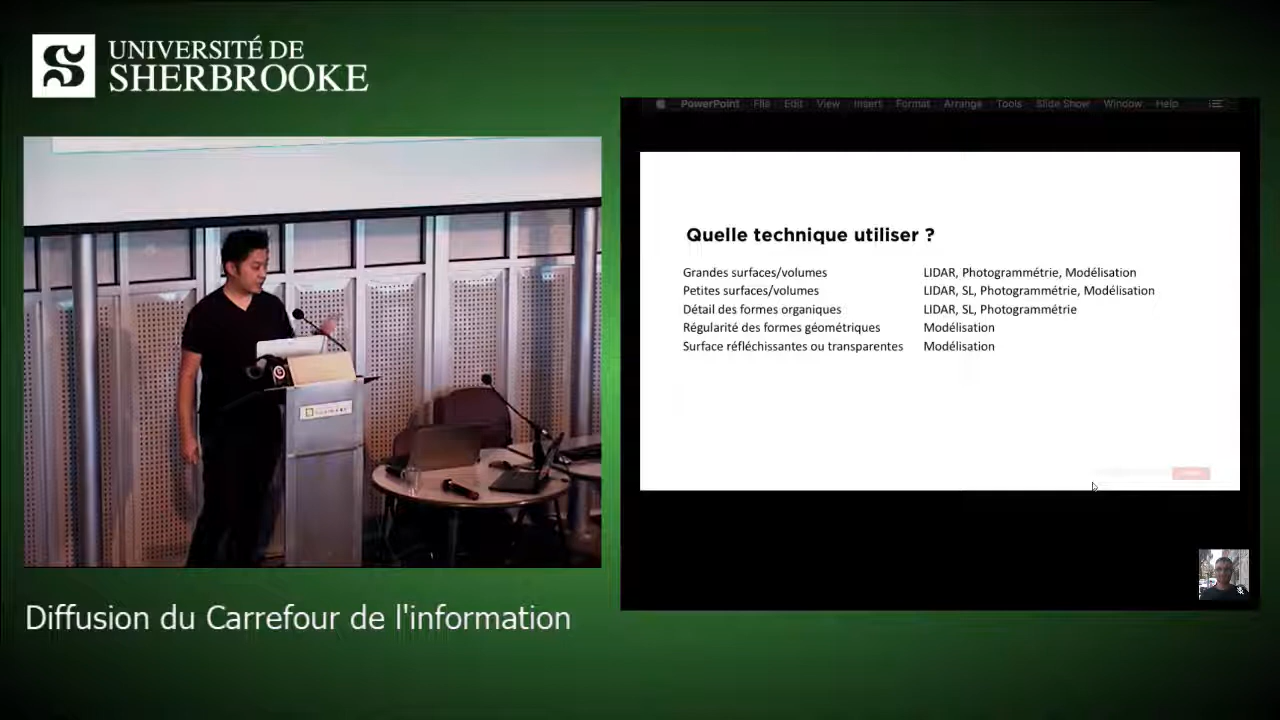 UNIVERSITÉ DE
SHERBROOKE
PowerPoint File Edit View Insert Format Arrange Tools Slide Show Window Help
Quelle technique utiliser ?
Grandes surfaces/volumes LIDAR, Photogrammétrie, Modélisation
Petites surfaces/volumes LIDAR, SL, Photogrammétrie, Modélisation
Détail des formes organiques LIDAR, SL, Photogrammétrie
Régularité des formes géométriques Modélisation
Surface réfléchissantes ou transparentes Modélisation
Diffusion du Carrefour de l'information